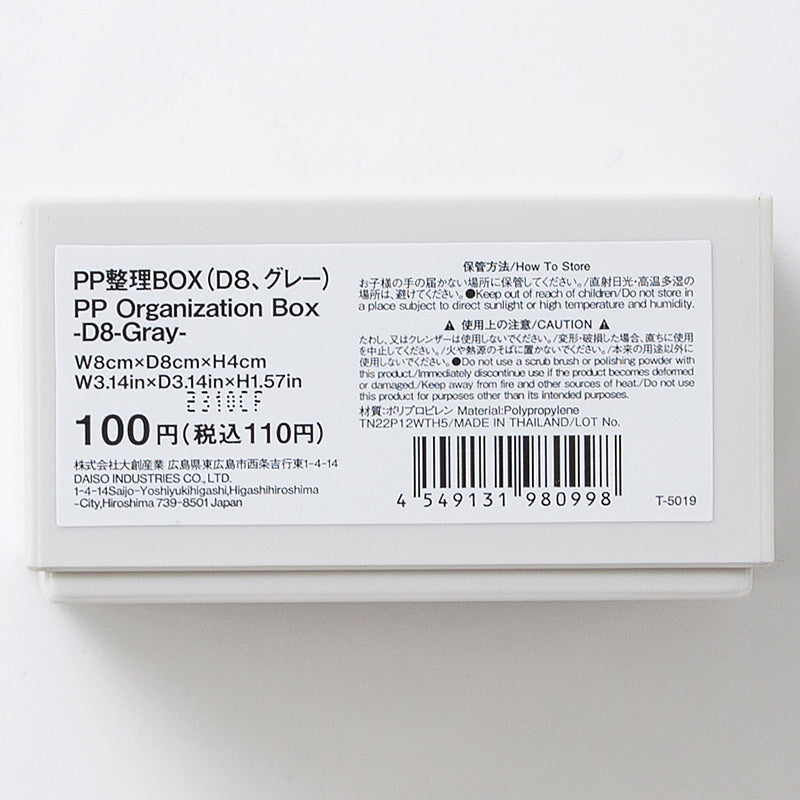 PP整理BOX(D8、グレー)
PP Organization Box
-D8-Gray-
W8cm×D8cm×H4cm
W3.14in×D3.14in×H1.57in
2310CF
100円(税込110円)
株式会社大創産業 広島県東広島市西条吉行東1-4-14
DAISO INDUSTRIES CO., LTD.
1-4-14Saijo-Yoshiyukihigashi,Higashihiroshima
-City,Hiroshima 739-8501 Japan
保管方法/How To Store
お子様の手の届かない場所に保管してください。/直射日光・高温多湿の
場所は、避けてください。●Keep out of reach of children/Do not store in
a place subject to direct sunlight or high temperature and humidity.
⚠ 使用上の注意/CAUTION ⚠
たわし、又はクレンザーは使用しないでください。/変形・破損した場合、直ちに使用
を中止してください。/火や熱源のそばに置かないでください。/本来の用途以外に
使用しないでください。●Do not use a scrub brush or polishing powder with
this product./Immediately discontinue use if the product becomes deformed
or damaged./Keep away from fire and other sources of heat./Do not use
this product for purposes other than its intended purposes.
材質:ポリプロピレン Material:Polypropylene
TN22P12WTH5/MADE IN THAILAND/LOT No.
4 549131 980998
T-5019